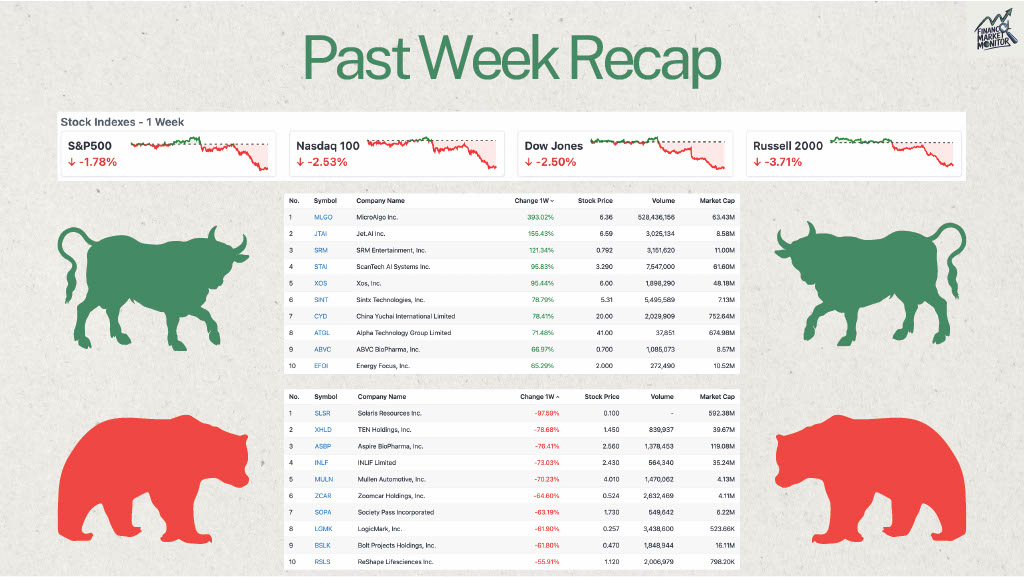 FINANCIAL
MARKET
MONITOR
Past Week Recap
Stock Indexes - 1 Week
S&P500
↓ -1.78%
Nasdaq 100
↓ -2.53%
Dow Jones
↓ -2.50%
Russell 2000
↓ -3.71%
No. Symbol Company Name Change 1W Stock Price Volume Market Cap
1 MLGO MicroAlgo Inc. 393.02% 6.36 528,436,156 63.43M
2 JTAI Jet.AI Inc. 155.43% 6.59 3,025,134 8.58M
3 SRM SRM Entertainment, Inc. 121.34% 0.792 3,151,620 11.00M
4 STAI ScanTech AI Systems Inc. 95.83% 3.290 7,547,000 61.60M
5 XOS Xos, Inc. 95.44% 6.00 1,898,290 48.18M
6 SINT Sintx Technologies, Inc. 78.79% 5.31 5,495,589 7.13M
7 CYD China Yuchai International Limited 78.41% 20.00 2,029,909 752.64M
8 ATGL Alpha Technology Group Limited 71.48% 41.00 37,851 674.98M
9 ABVC ABVC BioPharma, Inc. 66.97% 0.700 1,085,073 8.57M
10 EFOI Energy Focus, Inc. 65.29% 2.000 272,490 10.52M
No. Symbol Company Name Change 1W Stock Price Volume Market Cap
1 SLSR Solaris Resources Inc. -97.59% 0.100 - 592.38M
2 XHLD TEN Holdings, Inc. -78.68% 1.450 839,937 39.67M
3 ASBP Aspire BioPharma, Inc. -76.41% 2.560 1,378,453 119.08M
4 INLF INLIF Limited -73.03% 2.430 564,340 35.24M
5 MULN Mullen Automotive, Inc. -70.23% 4.010 1,470,062 4.13M
6 ZCAR Zoomcar Holdings, Inc. -64.60% 0.524 2,632,469 4.11M
7 SOPA Society Pass Incorporated -63.19% 1.730 549,642 6.22M
8 LGMK LogicMark, Inc. -61.90% 0.257 3,438,600 523.66K
9 BSLK Bolt Projects Holdings, Inc. -61.80% 0.470 1,848,944 16.11M
10 RSLS ReShape Lifesciences Inc. -55.91% 1.120 2,006,979 798.20K